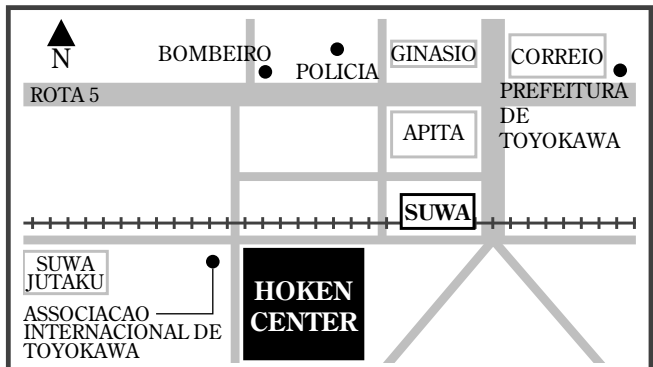 N
BOMBEIRO
POLICIA
GINASIO
CORREIO
ROTA 5
PREFEITURA
DE
TOYOKAWA
APITA
SUWA
SUWA
JUTAKU
ASSOCIACAO
INTERNACIONAL DE
TOYOKAWA
HOKEN
CENTER